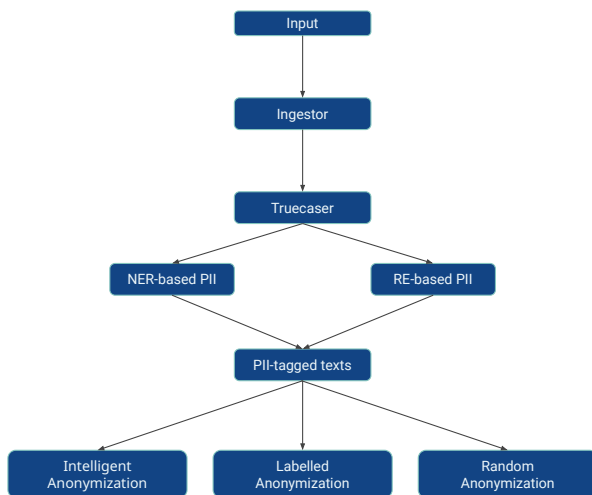 Input
Ingestor
Truecaser
NER-based PII
RE-based PII
PII-tagged texts
Intelligent
Anonymization
Labelled
Anonymization
Random
Anonymization